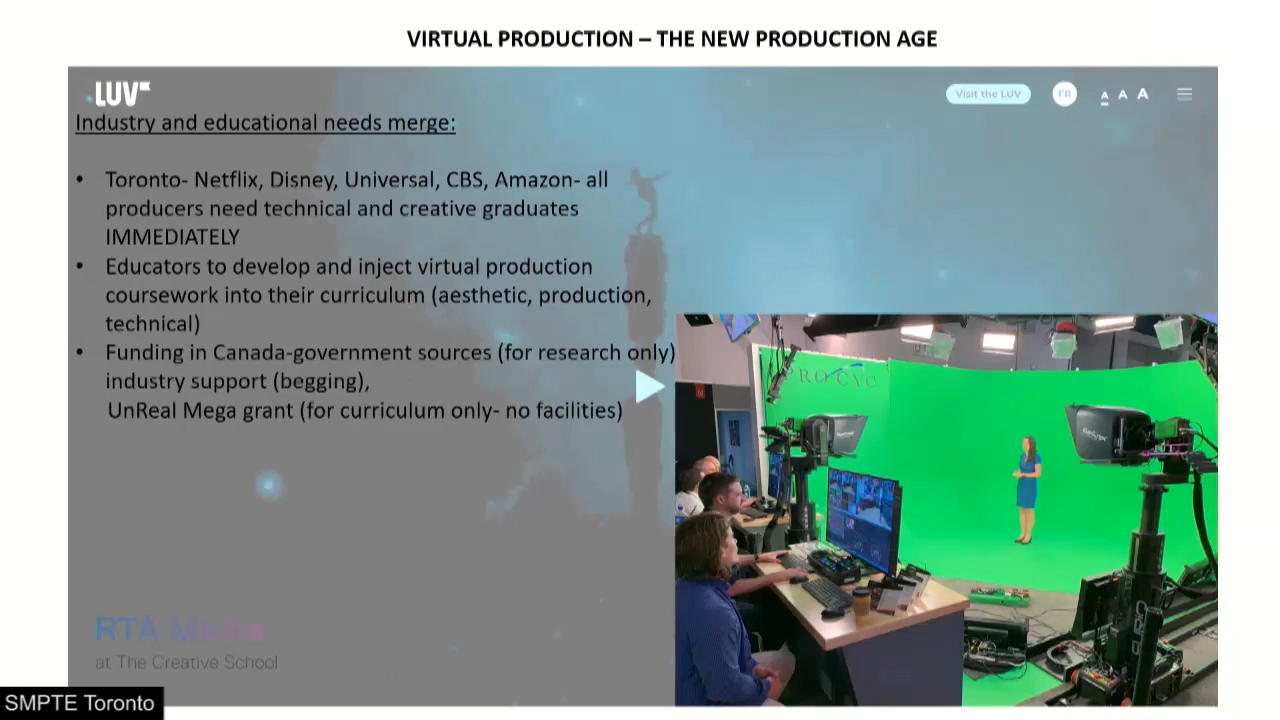 VIRTUAL PRODUCTION – THE NEW PRODUCTION AGE
LUV
Visit the LUV
FR
A A A
Industry and educational needs merge:
• Toronto- Netflix, Disney, Universal, CBS, Amazon- all
producers need technical and creative graduates
IMMEDIATELY
• Educators to develop and inject virtual production
coursework into their curriculum (aesthetic, production,
technical)
• Funding in Canada-government sources (for research only)
industry support (begging),
UnReal Mega grant (for curriculum only- no facilities)
PRO CYC
RTA Media
at The Creative School
SMPTE Toronto